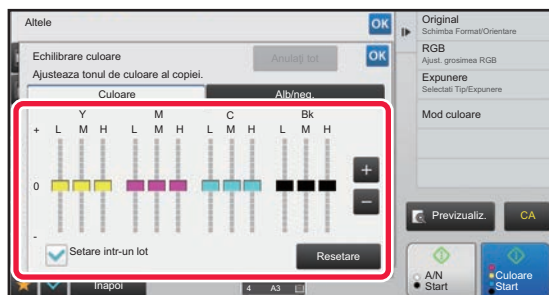 Altele
OK
Echilibrare culoare
Anulați tot
OK
Ajusteaza tonul de culoare al copiei.
Culoare
Alb/neg.
Y M C Bk
+ L M H L M H L M H L M H
0
-
+
−
Setare intr-un lot
Resetare
Inapoi
4 A3
Original
Schimba Format/Orientare
RGB
Ajust. grosimea RGB
Expunere
Selectati Tip/Expunere
Mod culoare
Previzualiz.
CA
A/N
Start
Culoare
Start